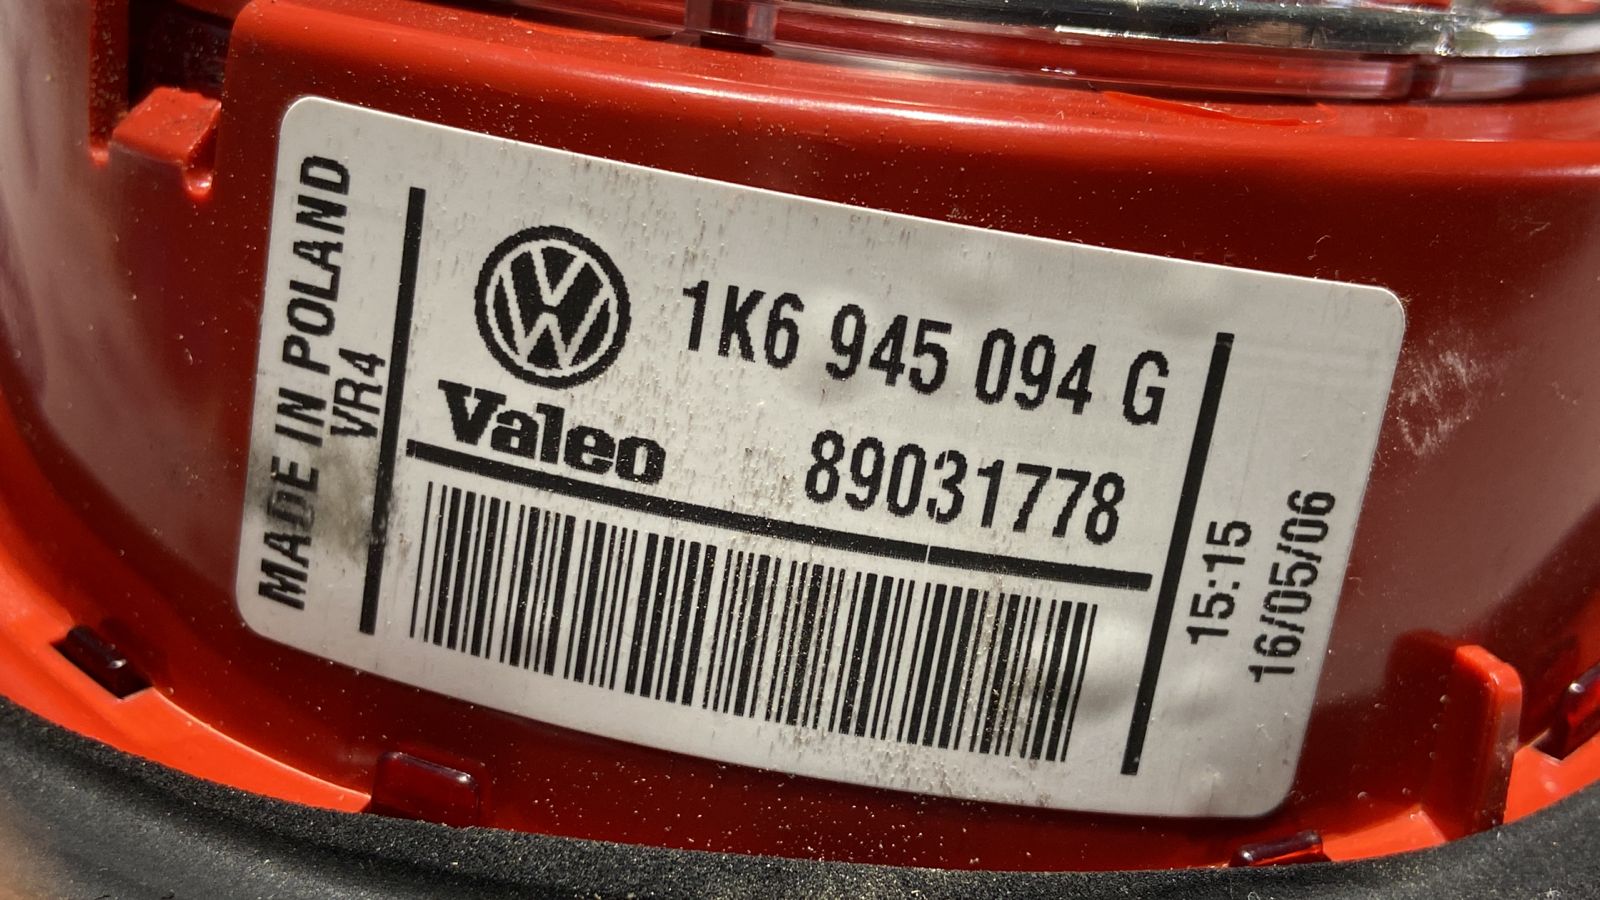 MADE IN POLAND
VR4
1K6 945 094 G
Valeo
89031778
15:15
16/05/06